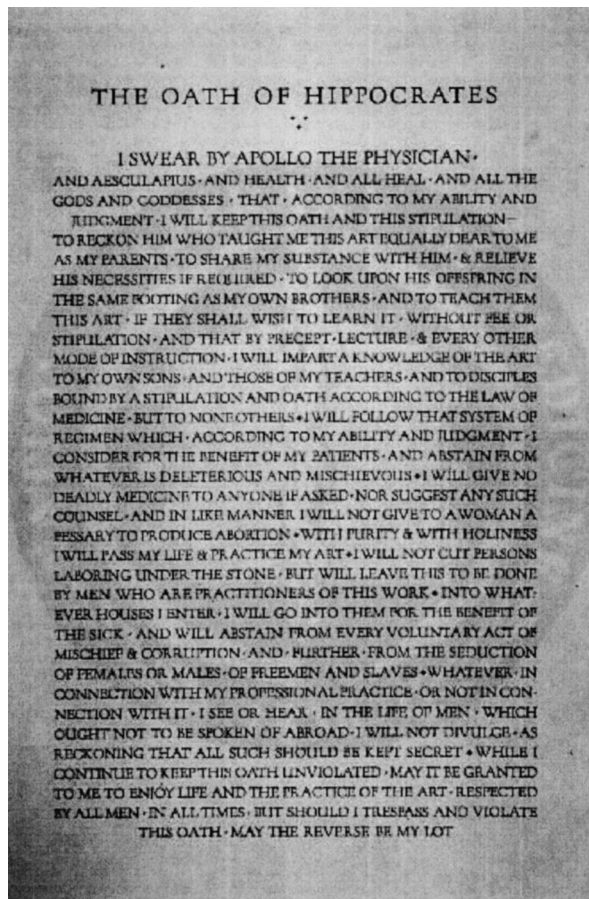 THE OATH OF HIPPOCRATES
I SWEAR BY APOLLO THE PHYSICIAN·
AND AESCULAPIUS · AND HEALTH · AND ALL HEAL · AND ALL THE
GODS AND GODDESSES · THAT · ACCORDING TO MY ABILITY AND
JUDGMENT · I WILL KEEP THIS OATH AND THIS STIPULATION—
TO RECKON HIM WHO TAUGHT ME THIS ART EQUALLY DEAR TO ME
AS MY PARENTS · TO SHARE MY SUBSTANCE WITH HIM · & RELIEVE
HIS NECESSITIES IF REQUIRED · TO LOOK UPON HIS OFFSPRING IN
THE SAME FOOTING AS MY OWN BROTHERS · AND TO TEACH THEM
THIS ART · IF THEY SHALL WISH TO LEARN IT · WITHOUT FEE OR
STIPULATION · AND THAT BY PRECEPT · LECTURE · & EVERY OTHER
MODE OF INSTRUCTION · I WILL IMPART A KNOWLEDGE OF THE ART
TO MY OWN SONS · AND THOSE OF MY TEACHERS · AND TO DISCIPLES
BOUND BY A STIPULATION AND OATH ACCORDING TO THE LAW OF
MEDICINE · BUT TO NONE OTHERS · I WILL FOLLOW THAT SYSTEM OF
REGIMEN WHICH · ACCORDING TO MY ABILITY AND JUDGMENT · I
CONSIDER FOR THE BENEFIT OF MY PATIENTS · AND ABSTAIN FROM
WHATEVER IS DELETERIOUS AND MISCHIEVOUS · I WILL GIVE NO
DEADLY MEDICINE TO ANYONE IF ASKED · NOR SUGGEST ANY SUCH
COUNSEL · AND IN LIKE MANNER I WILL NOT GIVE TO A WOMAN A
PESSARY TO PRODUCE ABORTION · WITH PURITY & WITH HOLINESS
I WILL PASS MY LIFE & PRACTICE MY ART · I WILL NOT CUT PERSONS
LABORING UNDER THE STONE · BUT WILL LEAVE THIS TO BE DONE
BY MEN WHO ARE PRACTITIONERS OF THIS WORK · INTO WHAT-
EVER HOUSES I ENTER · I WILL GO INTO THEM FOR THE BENEFIT OF
THE SICK · AND WILL ABSTAIN FROM EVERY VOLUNTARY ACT OF
MISCHIEF & CORRUPTION · AND · FURTHER · FROM THE SEDUCTION
OF FEMALES OR MALES · OF FREEMEN AND SLAVES · WHATEVER · IN
CONNECTION WITH MY PROFESSIONAL PRACTICE · OR NOT IN CON-
NECTION WITH IT · I SEE OR HEAR · IN THE LIFE OF MEN · WHICH
OUGHT NOT TO BE SPOKEN OF ABROAD · I WILL NOT DIVULGE · AS
RECKONING THAT ALL SUCH SHOULD BE KEPT SECRET · WHILE I
CONTINUE TO KEEP THIS OATH UNVIOLATED · MAY IT BE GRANTED
TO ME TO ENJOY LIFE AND THE PRACTICE OF THE ART · RESPECTED
BY ALL MEN · IN ALL TIMES · BUT SHOULD I TRESPASS AND VIOLATE
THIS OATH · MAY THE REVERSE BE MY LOT